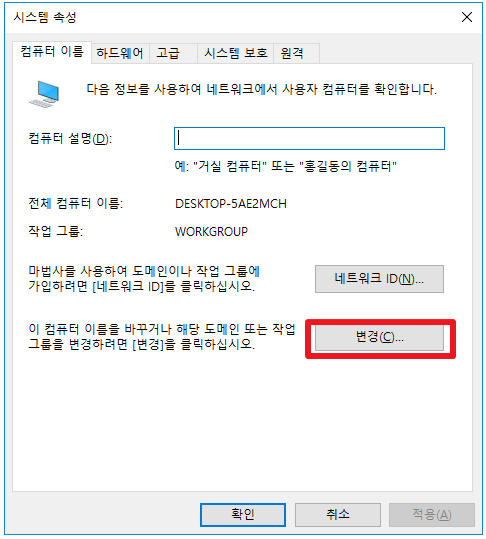 시스템 속성
컴퓨터 이름 하드웨어 고급 시스템 보호 원격
다음 정보를 사용하여 네트워크에서 사용자 컴퓨터를 확인합니다.
컴퓨터 설명(D):
예: "거실 컴퓨터" 또는 "홍길동의 컴퓨터"
전체 컴퓨터 이름: DESKTOP-5AE2MCH
작업 그룹: WORKGROUP
마법사를 사용하여 도메인이나 작업 그룹에
가입하려면 [네트워크 ID]를 클릭하십시오.
네트워크 ID(N)...
이 컴퓨터 이름을 바꾸거나 해당 도메인 또는 작업
그룹을 변경하려면 [변경]을 클릭하십시오.
변경(C)...
확인 취소 적용(A)